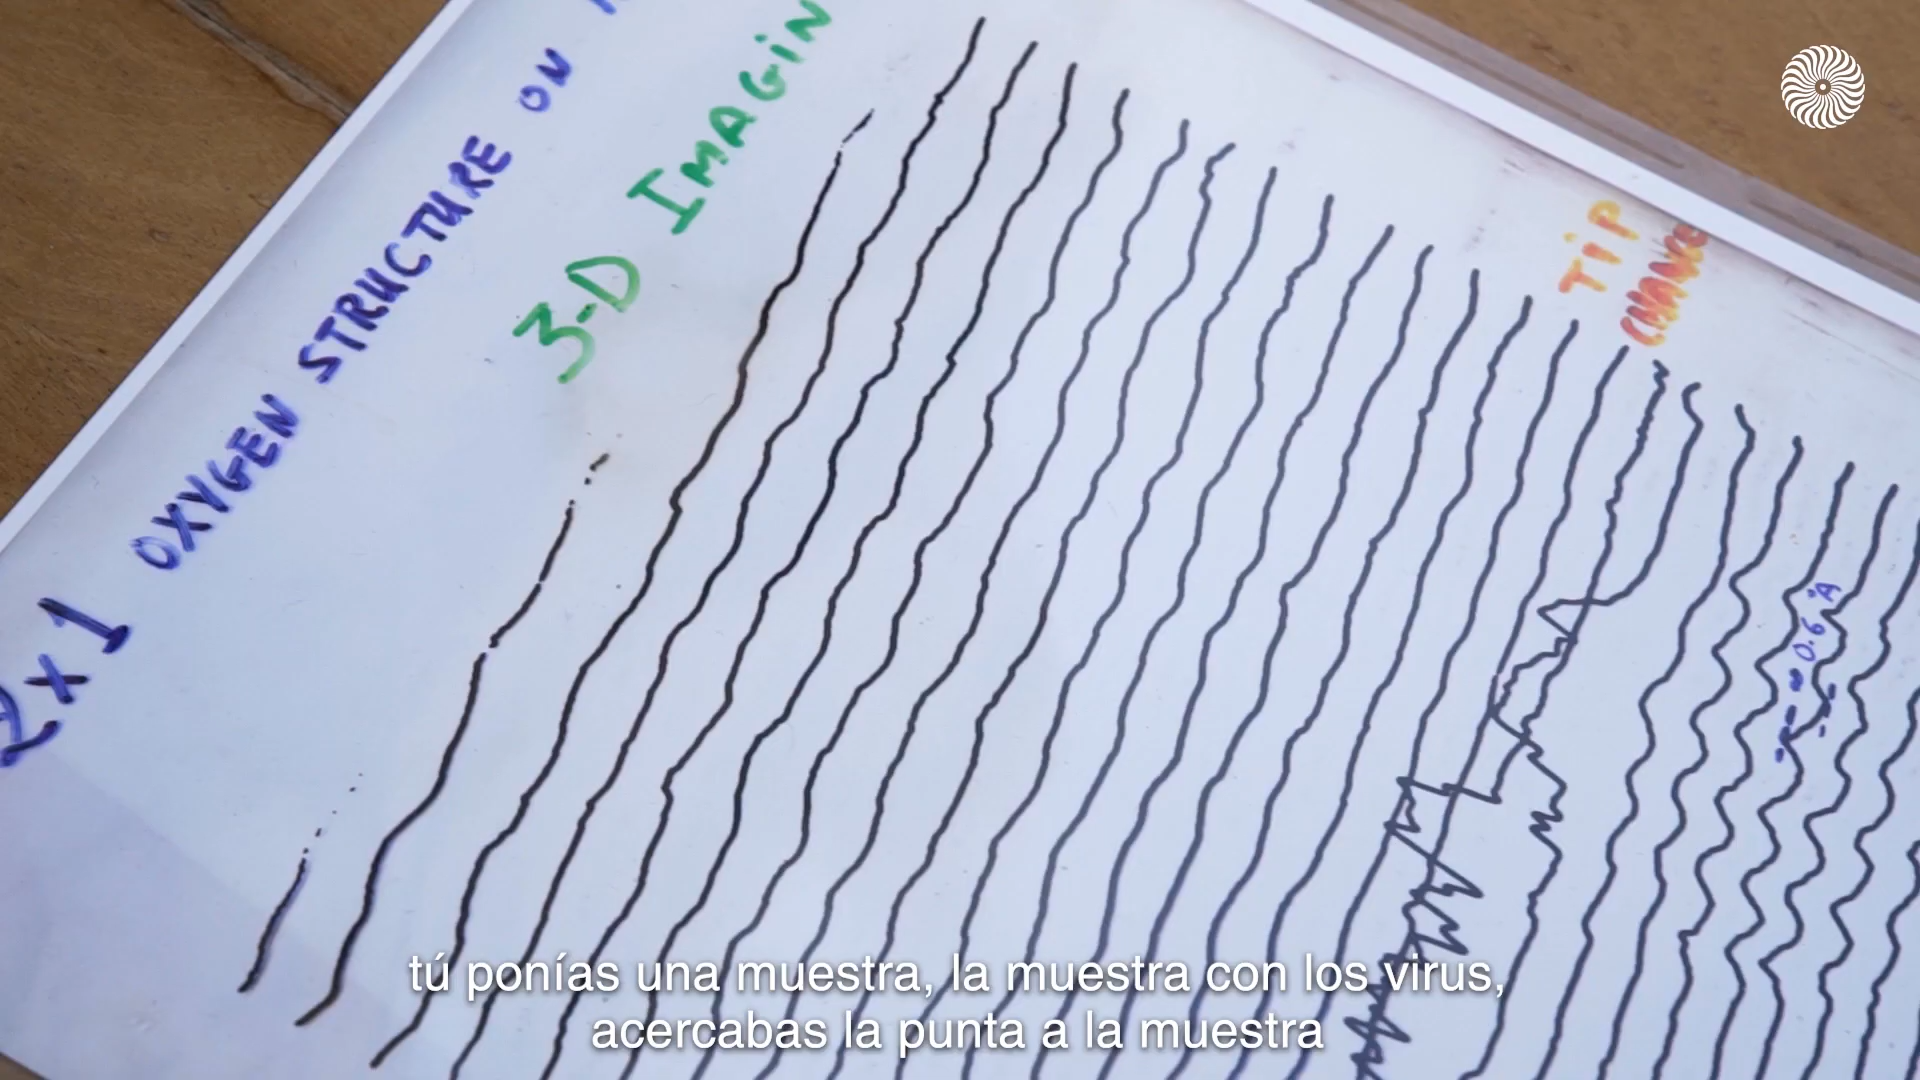 2x1 OXYGEN STRUCTURE ON
3-D IMAGIN
TIP
CHANGE
0.6 Å
tú ponías una muestra, la muestra con los virus,
acercabas la punta a la muestra